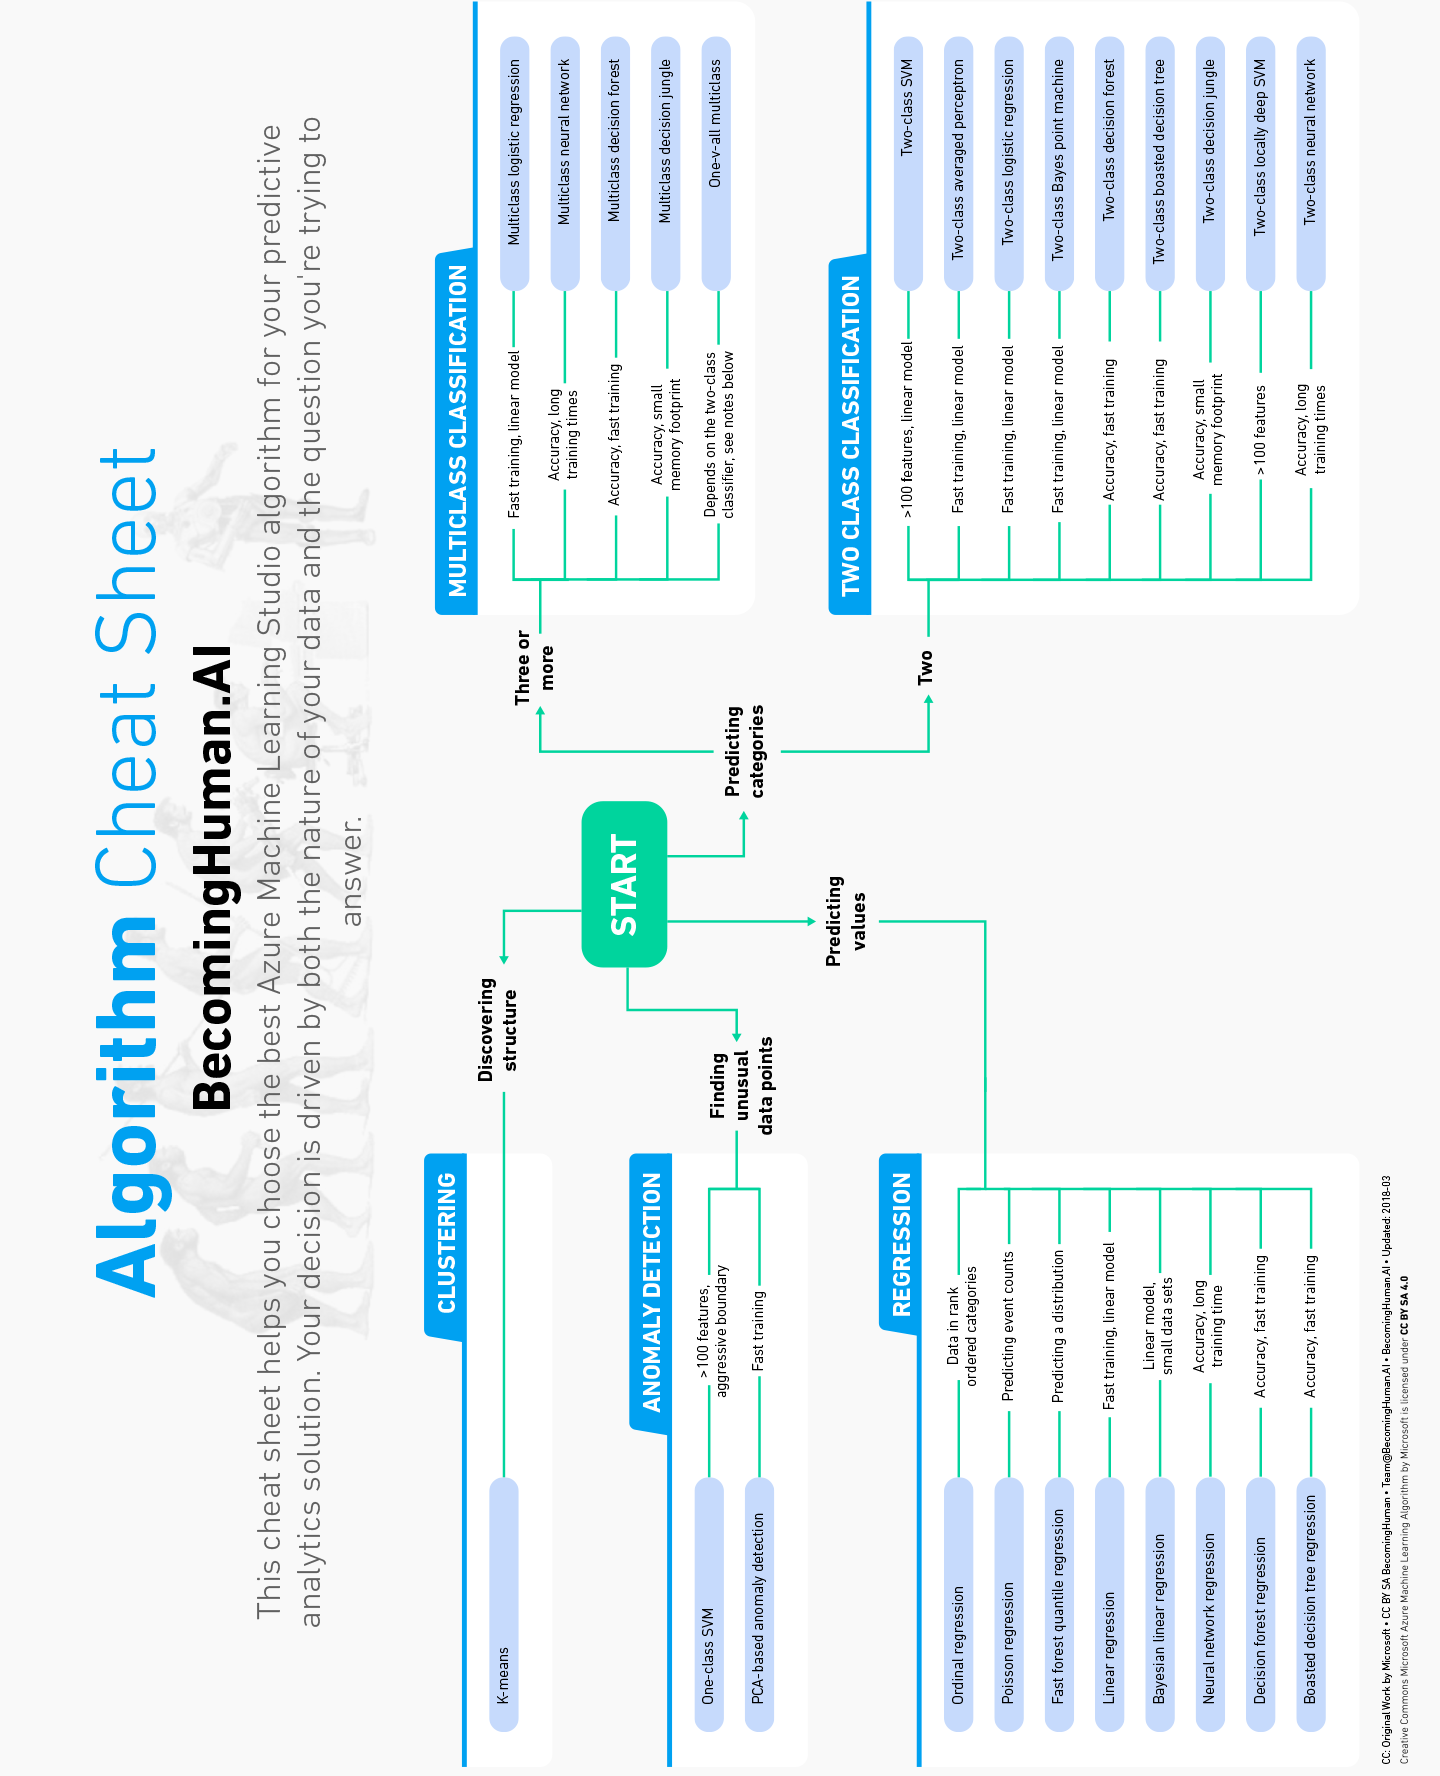 Algorithm Cheat Sheet
BecomingHuman.AI
This cheat sheet helps you choose the best Azure Machine Learning Studio algorithm for your predictive
analytics solution. Your decision is driven by both the nature of your data and the question you're trying to
answer.
CLUSTERING
K-means
Discovering
structure
START
ANOMALY DETECTION
One-class SVM
>100 features,
aggressive boundary
PCA-based anomaly detection
Fast training
Finding
unusual
data points
REGRESSION
Ordinal regression
Data in rank
ordered categories
Poisson regression
Predicting event counts
Fast forest quantile regression
Predicting a distribution
Linear regression
Fast training, linear model
Bayesian linear regression
Linear model,
small data sets
Neural network regression
Accuracy, long
training time
Decision forest regression
Accuracy, fast training
Boasted decision tree regression
Accuracy, fast training
Predicting
values
Predicting
categories
Three or
more
MULTICLASS CLASSIFICATION
Fast training, linear model
Multiclass logistic regression
Accuracy, long
training times
Multiclass neural network
Accuracy, fast training
Multiclass decision forest
Accuracy, small
memory footprint
Multiclass decision jungle
Depends on the two-class
classifier, see notes below
One-v-all multiclass
Two
TWO CLASS CLASSIFICATION
>100 features, linear model
Two-class SVM
Fast training, linear model
Two-class averaged perceptron
Fast training, linear model
Two-class logistic regression
Fast training, linear model
Two-class Bayes point machine
Accuracy, fast training
Two-class decision forest
Accuracy, fast training
Two-class boasted decision tree
Accuracy, small
memory footprint
Two-class decision jungle
>100 features
Two-class locally deep SVM
Accuracy, long
training times
Two-class neural network
CC: Original Work by Microsoft • CC BY SA BecomingHuman • Team@BecomingHuman.AI • BecomingHuman.AI • Updated: 2018-03
Creative Commons Microsoft Azure Machine Learning Algorithm by Microsoft is licensed under CC BY SA 4.0